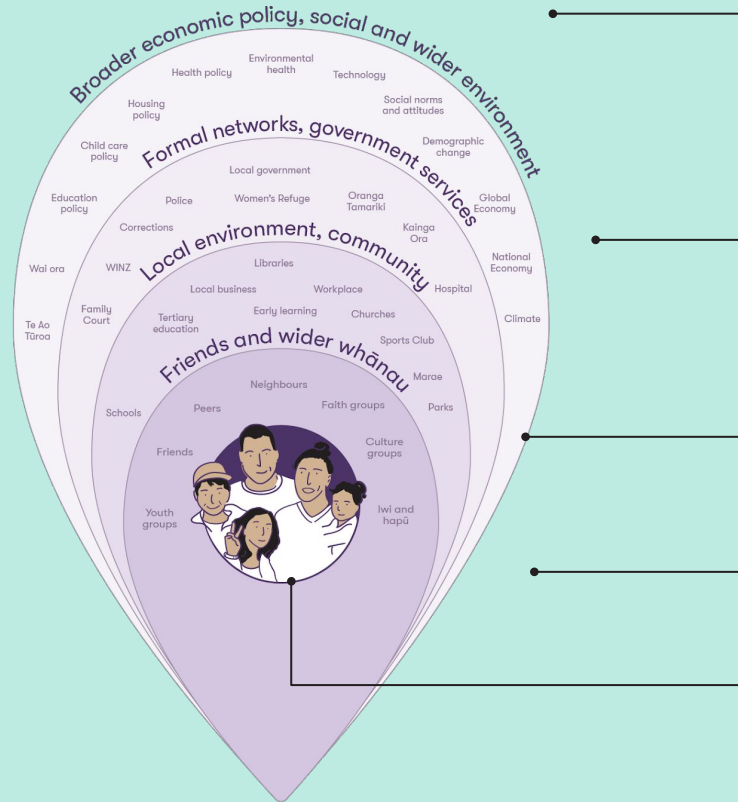 Broader economic policy, social and wider environment
Environmental
health
Health policy
Technology
Housing
policy
Social norms
and attitudes
Child care
policy
Demographic
change
Education
policy
Global
Economy
Wai ora
National
Economy
Te Ao
Tūroa
Climate
Formal networks, government services
Local government
Police
Women's Refuge
Oranga
Tamariki
Corrections
Kainga
Ora
WINZ
Hospital
Family
Court
Local environment, community
Libraries
Local business
Workplace
Tertiary
education
Early learning
Churches
Sports Club
Marae
Schools
Parks
Friends and wider whānau
Neighbours
Peers
Faith groups
Friends
Culture
groups
Youth
groups
Iwi and
hapū